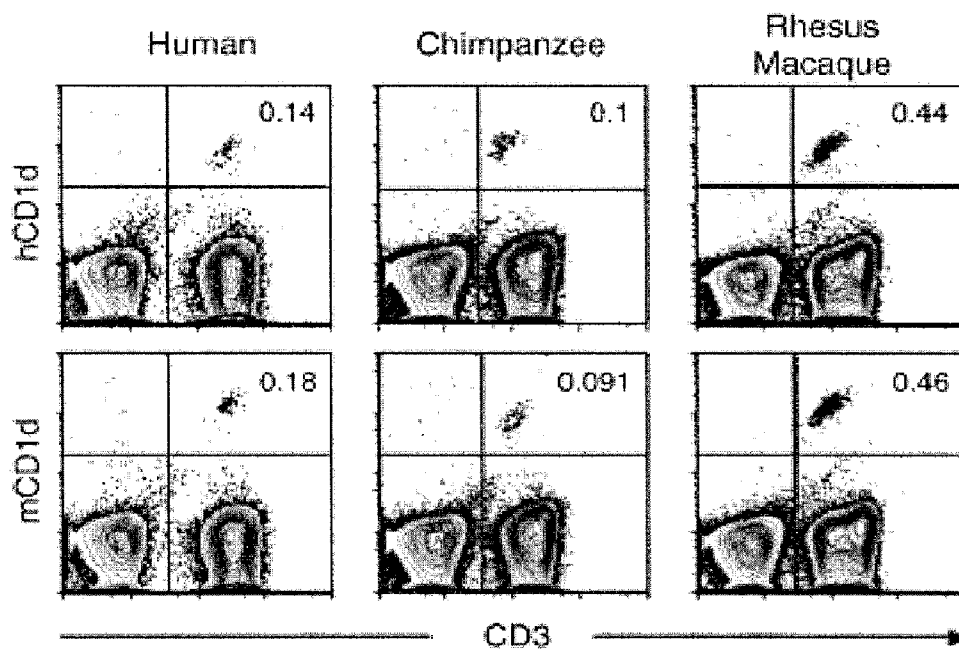 Human
Chimpanzee
Rhesus
Macaque
hCD1d
0.14
0.1
0.44
mCD1d
0.18
0.091
0.46
CD3